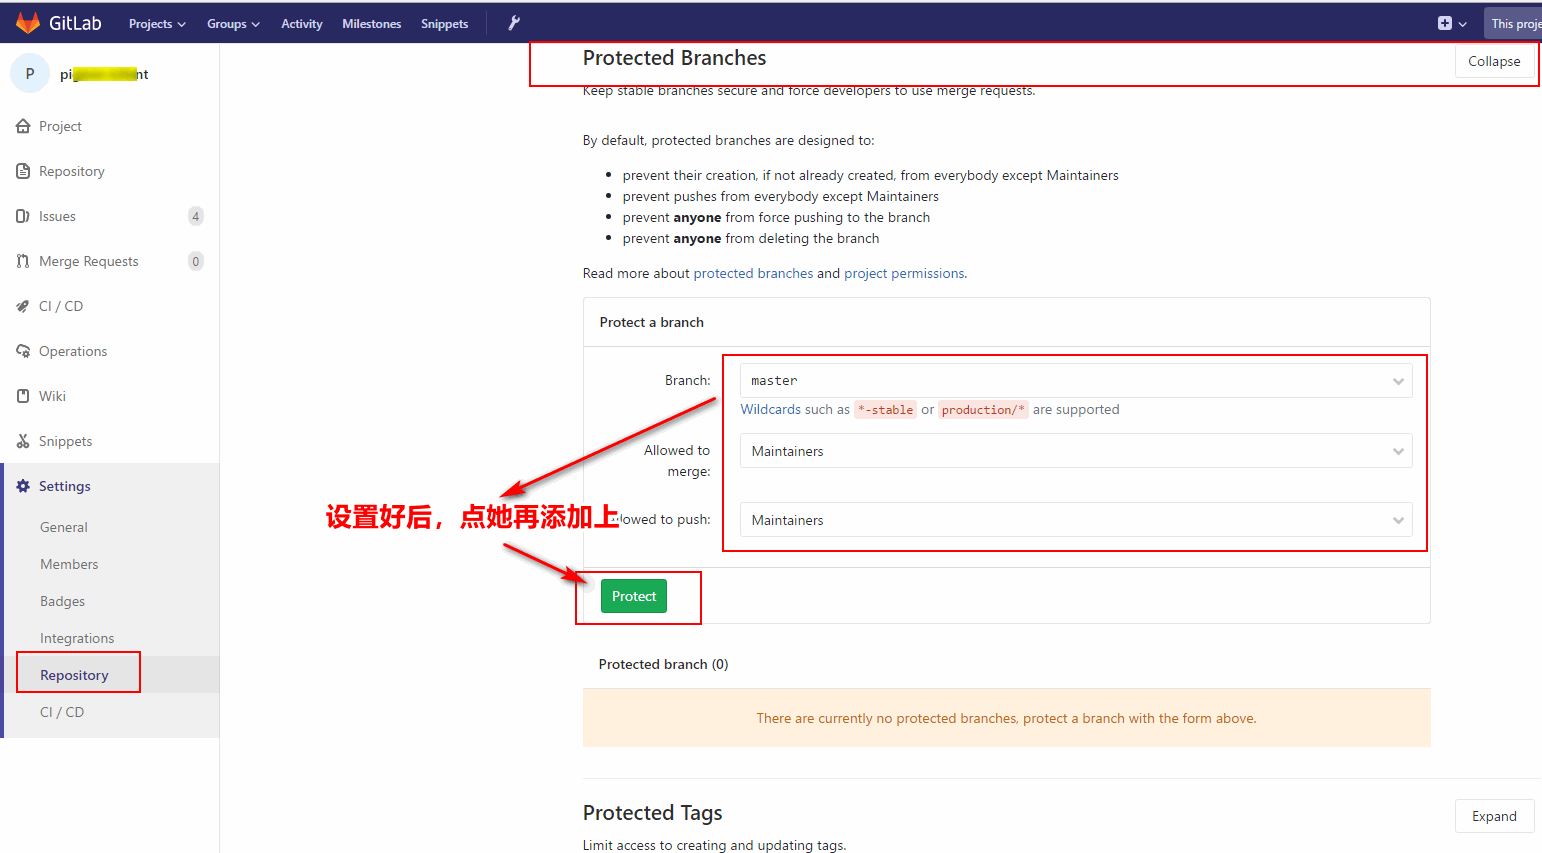 GitLab Projects Groups Activity Milestones Snippets This proje
P pi nt
Project
Repository
Issues 4
Merge Requests 0
CI / CD
Operations
Wiki
Snippets
Settings
General
Members
Badges
Integrations
Repository
CI / CD
Protected Branches
Collapse
Keep stable branches secure and force developers to use merge requests.
By default, protected branches are designed to:
prevent their creation, if not already created, from everybody except Maintainers
prevent pushes from everybody except Maintainers
prevent anyone from force pushing to the branch
prevent anyone from deleting the branch
Read more about protected branches and project permissions.
Protect a branch
Branch: master
Wildcards such as *-stable or production/* are supported
Allowed to merge: Maintainers
设置好后，点她再添加上
lowed to push: Maintainers
Protect
Protected branch (0)
There are currently no protected branches, protect a branch with the form above.
Protected Tags
Expand
Limit access to creating and updating tags.